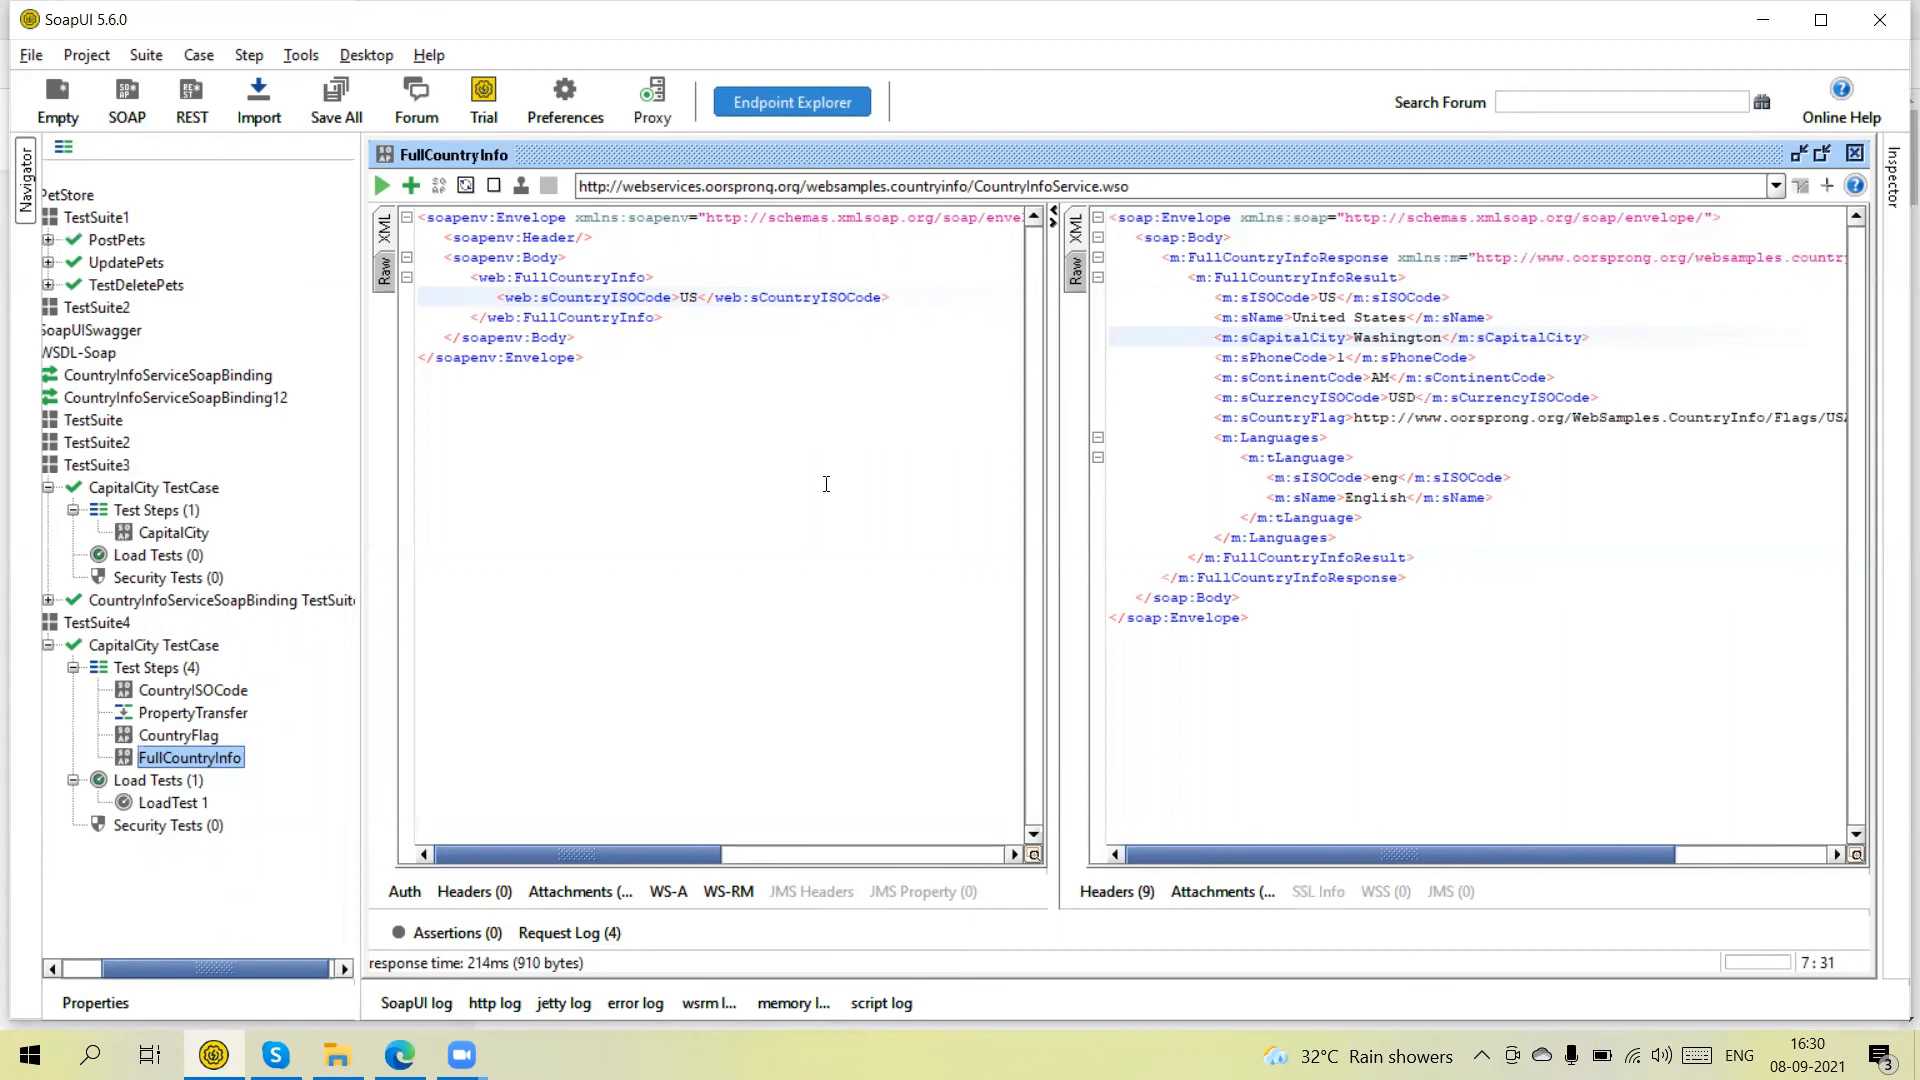 SoapUI 5.6.0
File Project Suite Case Step Tools Desktop Help
Empty SOAP REST Import Save All Forum Trial Preferences Proxy
Endpoint Explorer
Search Forum
Online Help
Navigator
PetStore
TestSuite1
PostPets
UpdatePets
TestDeletePets
TestSuite2
SoapUISwagger
WSDL-Soap
CountryInfoServiceSoapBinding
CountryInfoServiceSoapBinding12
TestSuite
TestSuite2
TestSuite3
CapitalCity TestCase
Test Steps (1)
CapitalCity
Load Tests (0)
Security Tests (0)
CountryInfoServiceSoapBinding TestSuite
TestSuite4
CapitalCity TestCase
Test Steps (4)
CountryISOCode
PropertyTransfer
CountryFlag
FullCountryInfo
Load Tests (1)
LoadTest 1
Security Tests (0)
Properties
FullCountryInfo
http://webservices.oorsprong.org/websamples.countryinfo/CountryInfoService.wso
XML
Raw
<soapenv:Envelope xmlns:soapenv="http://schemas.xmlsoap.org/soap/enve
<soapenv:Header/>
<soapenv:Body>
<web:FullCountryInfo>
<web:sCountryISOCode>US</web:sCountryISOCode>
</web:FullCountryInfo>
</soapenv:Body>
</soapenv:Envelope>
Auth Headers (0) Attachments (... WS-A WS-RM JMS Headers JMS Property (0)
XML
Raw
<soap:Envelope xmlns:soap="http://schemas.xmlsoap.org/soap/envelope/">
<soap:Body>
<m:FullCountryInfoResponse xmlns:m="http://www.oorsprong.org/websamples.countr
<m:FullCountryInfoResult>
<m:sISOCode>US</m:sISOCode>
<m:sName>United States</m:sName>
<m:sCapitalCity>Washington</m:sCapitalCity>
<m:sPhoneCode>1</m:sPhoneCode>
<m:sContinentCode>AM</m:sContinentCode>
<m:sCurrencyISOCode>USD</m:sCurrencyISOCode>
<m:sCountryFlag>http://www.oorsprong.org/WebSamples.CountryInfo/Flags/USA
<m:Languages>
<m:tLanguage>
<m:sISOCode>eng</m:sISOCode>
<m:sName>English</m:sName>
</m:tLanguage>
</m:Languages>
</m:FullCountryInfoResult>
</m:FullCountryInfoResponse>
</soap:Body>
</soap:Envelope>
Headers (9) Attachments (... SSL Info WSS (0) JMS (0)
Inspector
Assertions (0) Request Log (4)
response time: 214ms (910 bytes)
7 : 31
SoapUI log http log jetty log error log wsrm l... memory l... script log
32°C Rain showers
ENG
16:30
08-09-2021
3